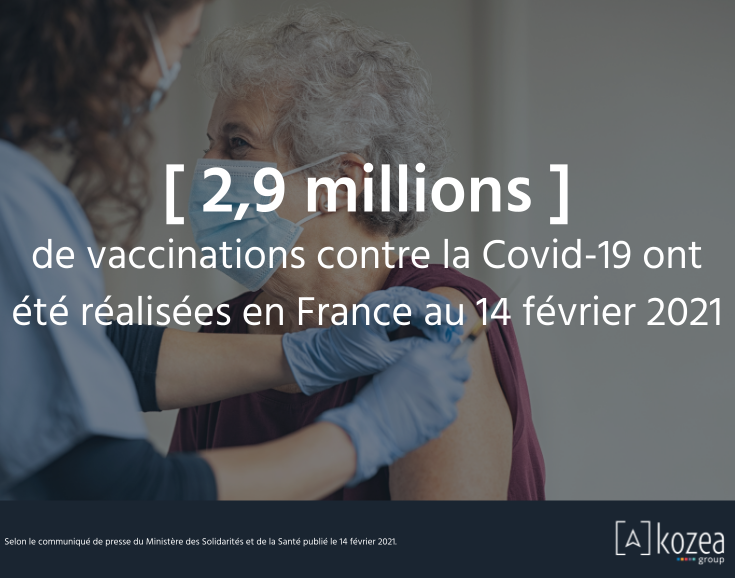 [ 2,9 millions ]
de vaccinations contre la Covid-19 ont
été réalisées en France au 14 février 2021
Selon le communiqué de presse du Ministère des Solidarités et de la Santé publié le 14 février 2021.
[A] kozea
group